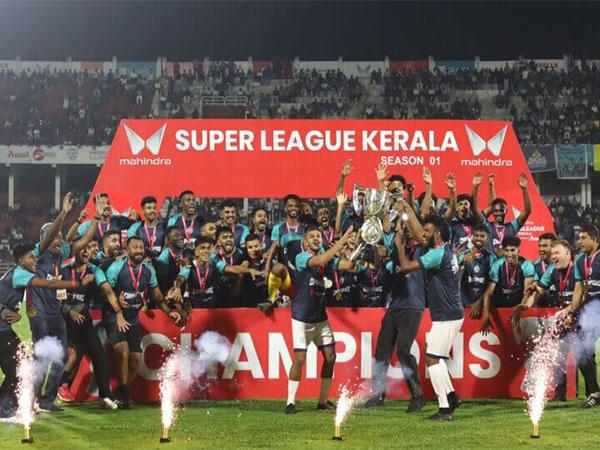 SUPER LEAGUE KERALA
SEASON 01
mahindra
mahindra
CHAMPIONS